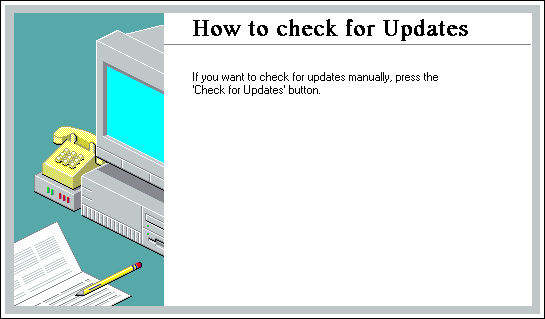 How to check for Updates
If you want to check for updates manually, press the
'Check for Updates' button.